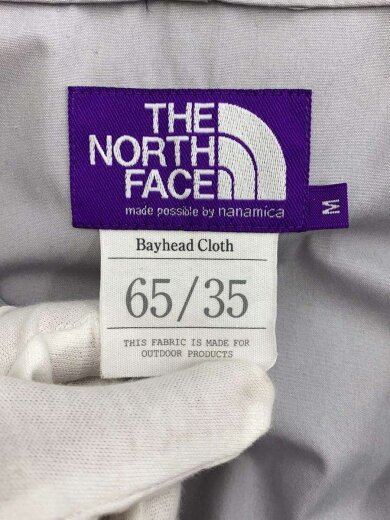 THE
NORTH
FACE
made possible by nanamica
M
Bayhead Cloth
65/35
THIS FABRIC IS MADE FOR
OUTDOOR PRODUCTS